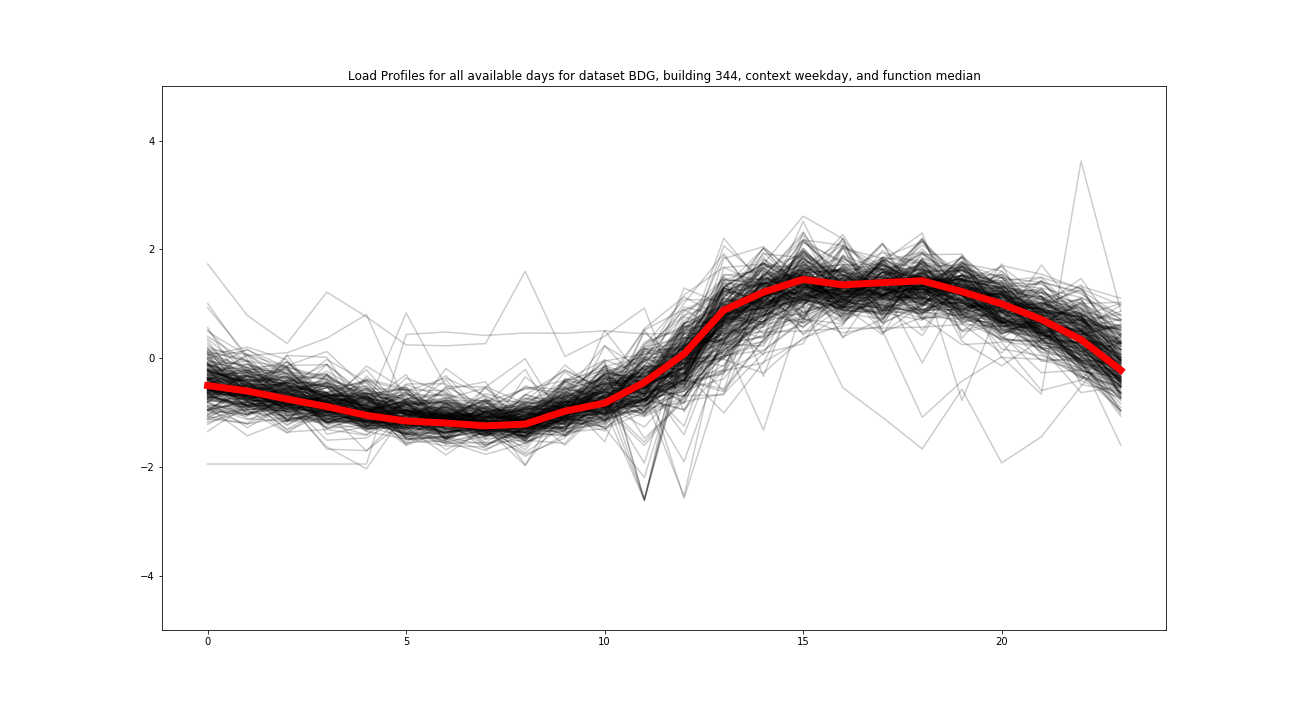 Load Profiles for all available days for dataset BDG, building 344, context weekday, and function median
4
2
0
−2
−4
0 5 10 15 20